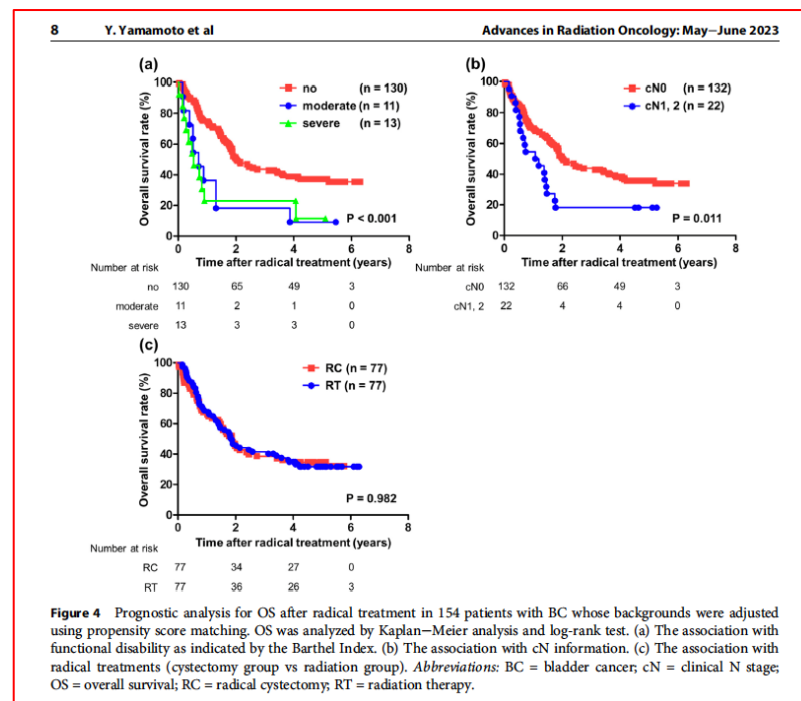 8 Y. Yamamoto et al Advances in Radiation Oncology: May−June 2023
(a)
Overall survival rate (%)
100
80
60
40
20
0
no (n = 130)
moderate (n = 11)
severe (n = 13)
P < 0.001
0 2 4 6 8
Time after radical treatment (years)
Number at risk
no 130 65 49 3
moderate 11 2 1 0
severe 13 3 3 0
(b)
Overall survival rate (%)
100
80
60
40
20
0
cN0 (n = 132)
cN1, 2 (n = 22)
P = 0.011
0 2 4 6 8
Time after radical treatment (years)
Number at risk
cN0 132 66 49 3
cN1, 2 22 4 4 0
(c)
Overall survival rate (%)
100
80
60
40
20
0
RC (n = 77)
RT (n = 77)
P = 0.982
0 2 4 6 8
Time after radical treatment (years)
Number at risk
RC 77 34 27 0
RT 77 36 26 3
Figure 4 Prognostic analysis for OS after radical treatment in 154 patients with BC whose backgrounds were adjusted
using propensity score matching. OS was analyzed by Kaplan−Meier analysis and log-rank test. (a) The association with
functional disability as indicated by the Barthel Index. (b) The association with cN information. (c) The association with
radical treatments (cystectomy group vs radiation group). Abbreviations: BC = bladder cancer; cN = clinical N stage;
OS = overall survival; RC = radical cystectomy; RT = radiation therapy.